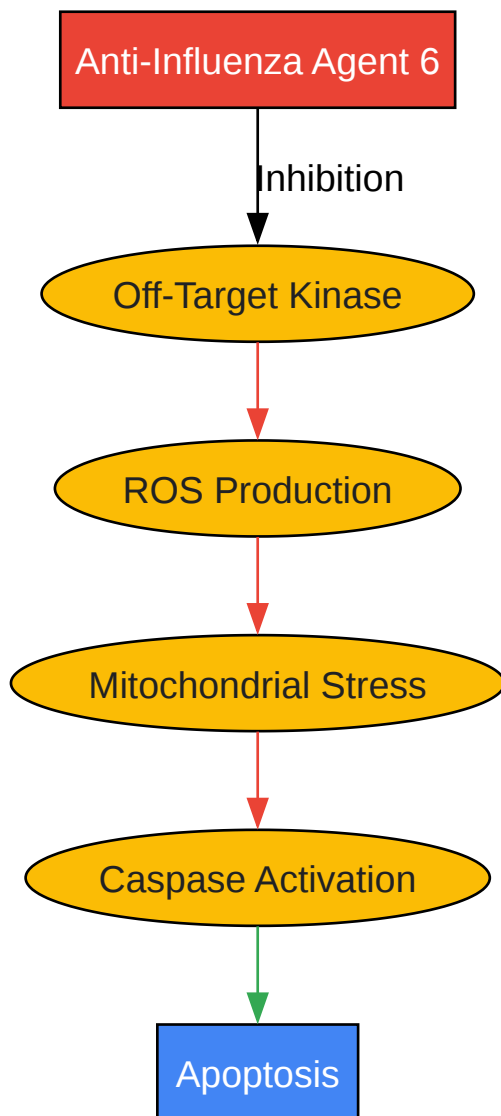 Anti-Influenza Agent 6
Inhibition
Off-Target Kinase
ROS Production
Mitochondrial Stress
Caspase Activation
Apoptosis